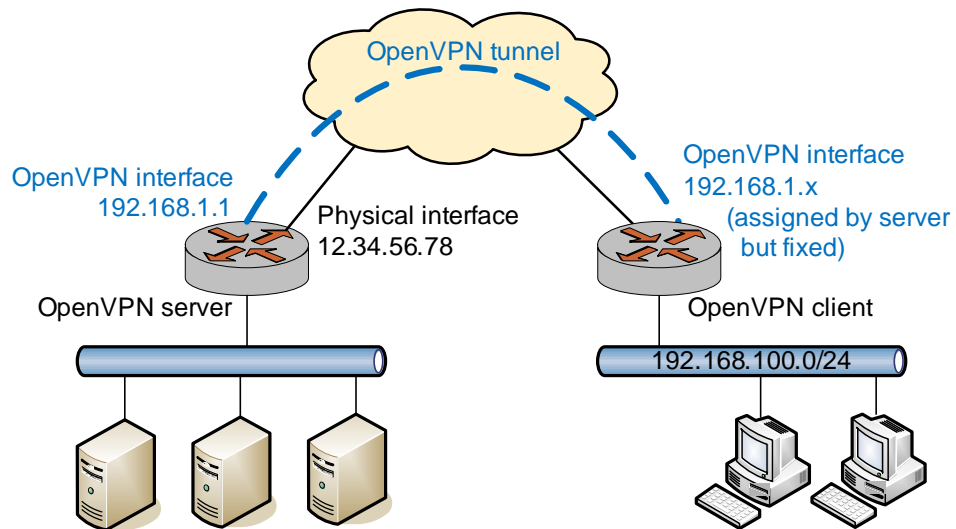 OpenVPN tunnel
OpenVPN interface
192.168.1.1
Physical interface
12.34.56.78
OpenVPN interface
192.168.1.x
(assigned by server
but fixed)
OpenVPN server
OpenVPN client
192.168.100.0/24